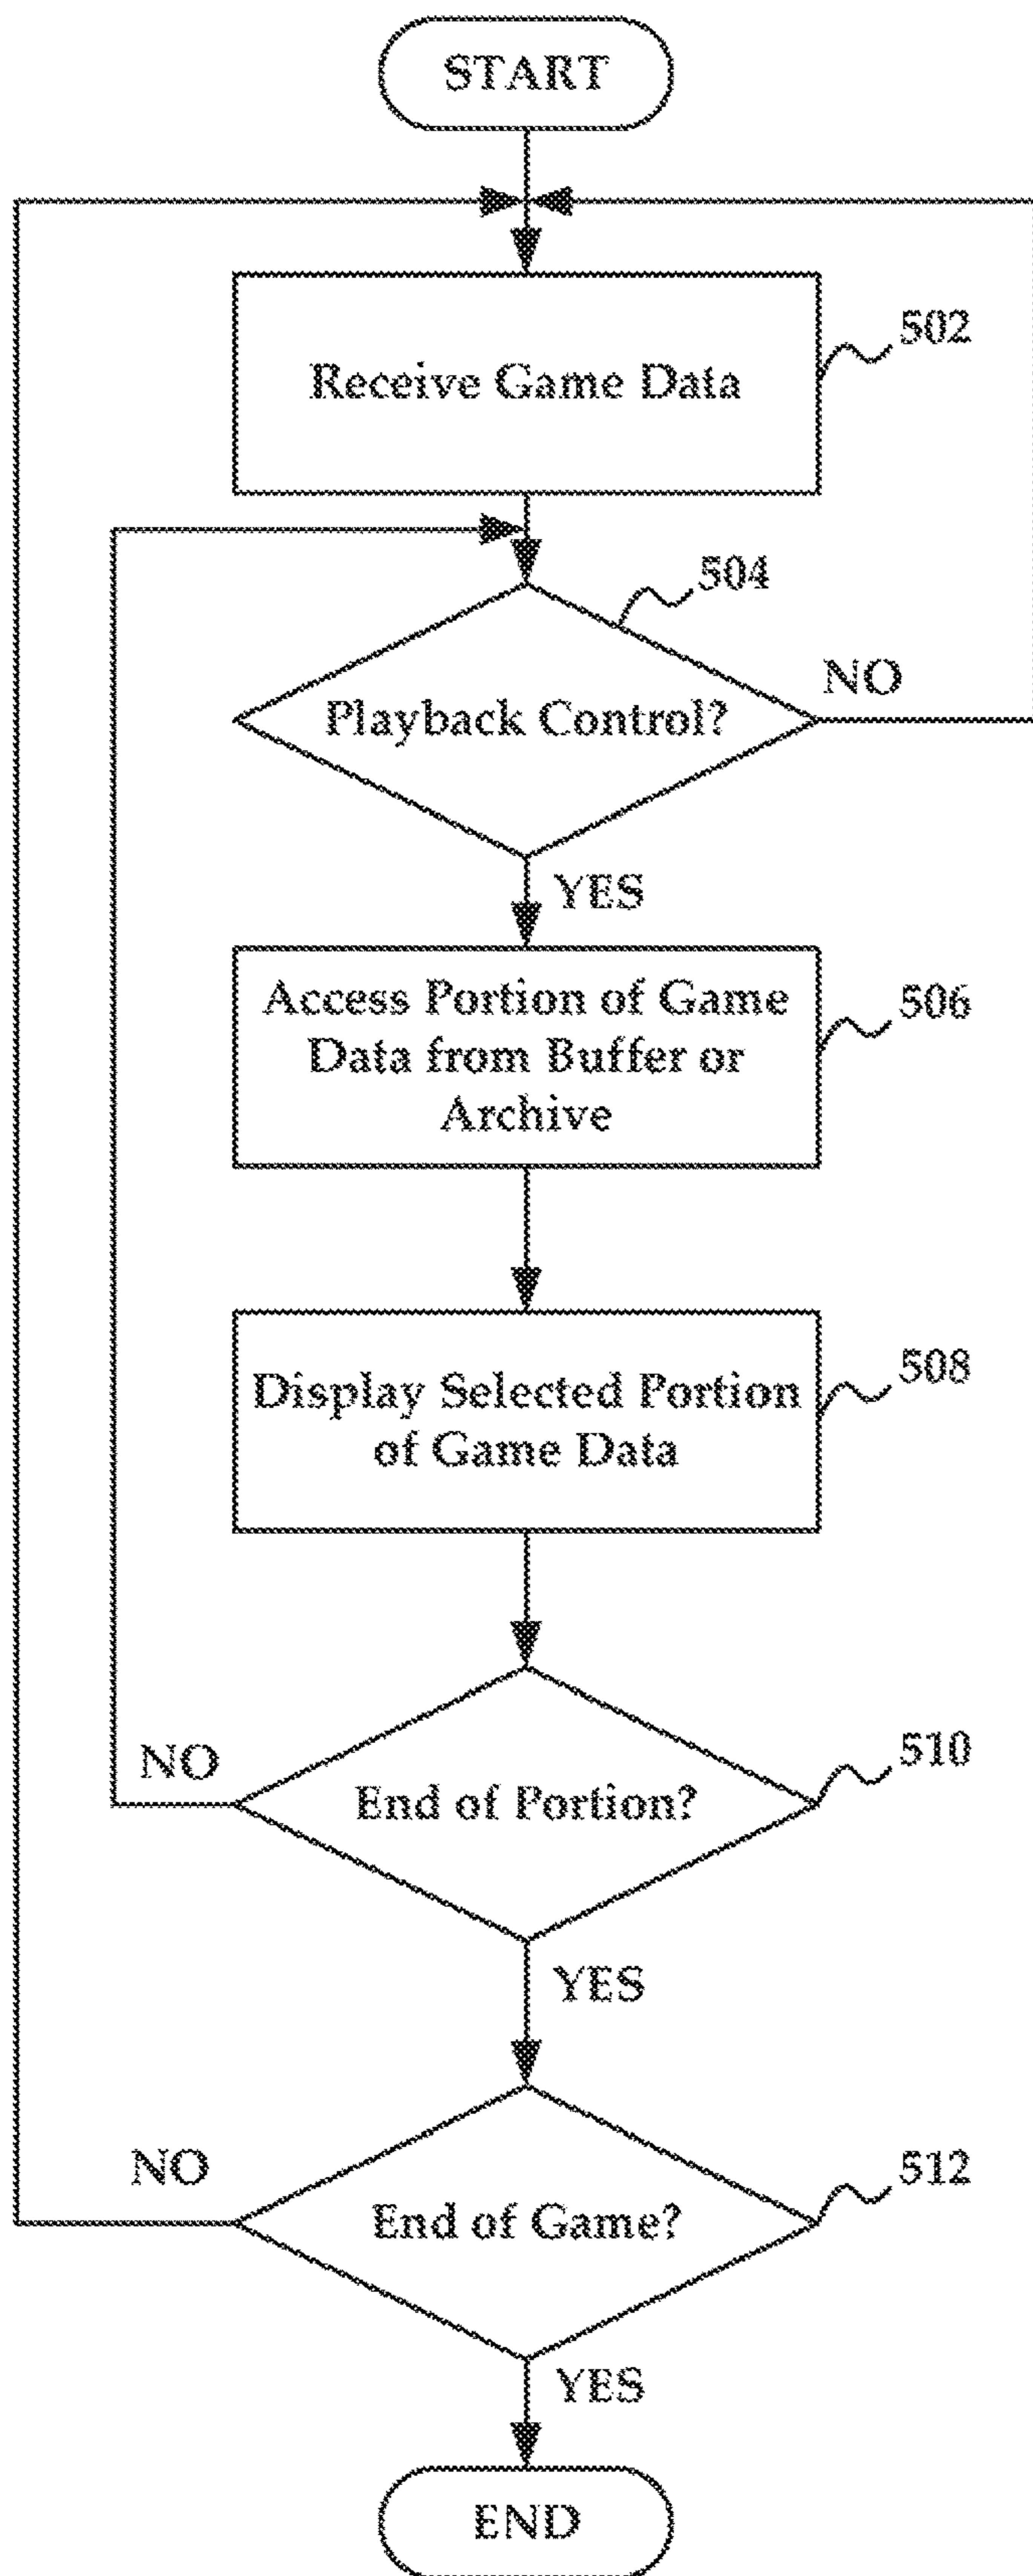 START
Receive Game Data
502
504
Playback Control?
NO
YES
Access Portion of Game
Data from Buffer or
Archive
506
Display Selected Portion
of Game Data
508
NO
End of Portion?
510
YES
NO
End of Game?
512
YES
END